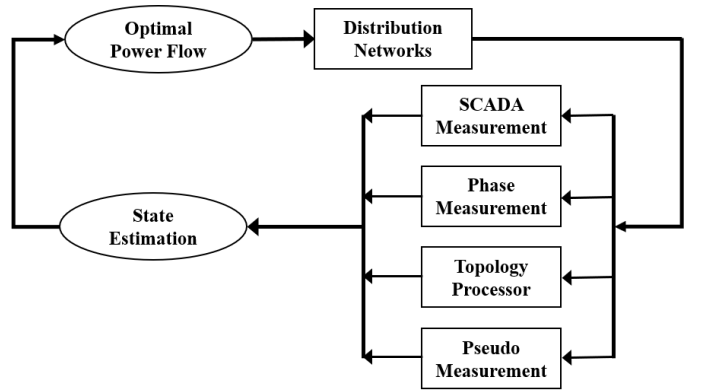 Optimal
Power Flow
Distribution
Networks
SCADA
Measurement
Phase
Measurement
State
Estimation
Topology
Processor
Pseudo
Measurement